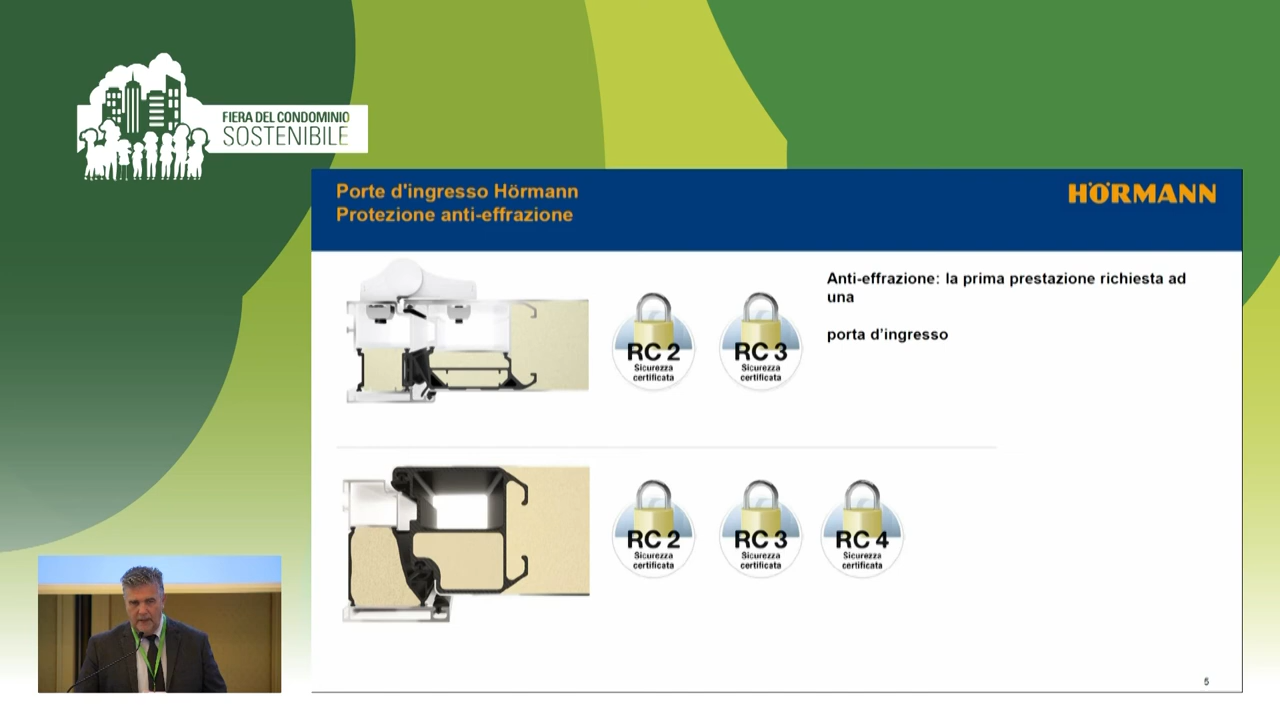 FIERA DEL CONDOMINIO
SOSTENIBILE
Porte d'ingresso Hörmann
Protezione anti-effrazione
HÖRMANN
Anti-effrazione: la prima prestazione richiesta ad
una
porta d'ingresso
RC 2
Sicurezza
certificata
RC 3
Sicurezza
certificata
RC 2
Sicurezza
certificata
RC 3
Sicurezza
certificata
RC 4
Sicurezza
certificata
5